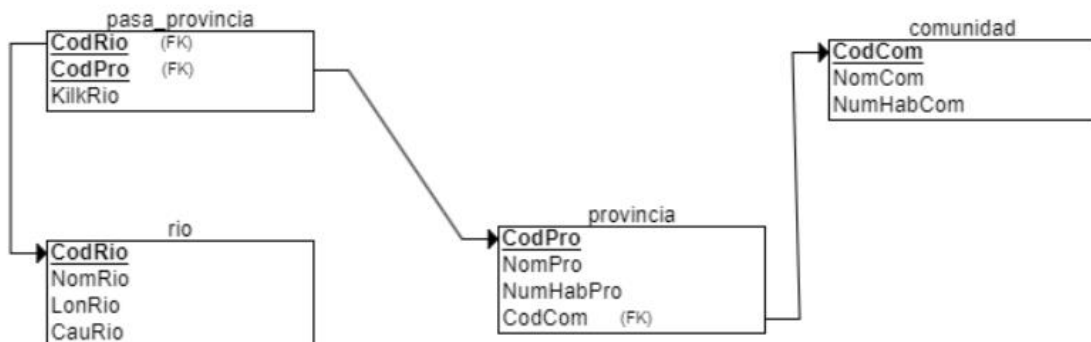 pasa_provincia
CodRio (FK)
CodPro (FK)
KilkRio
comunidad
CodCom
NomCom
NumHabCom
rio
CodRio
NomRio
LonRio
CauRio
provincia
CodPro
NomPro
NumHabPro
CodCom (FK)